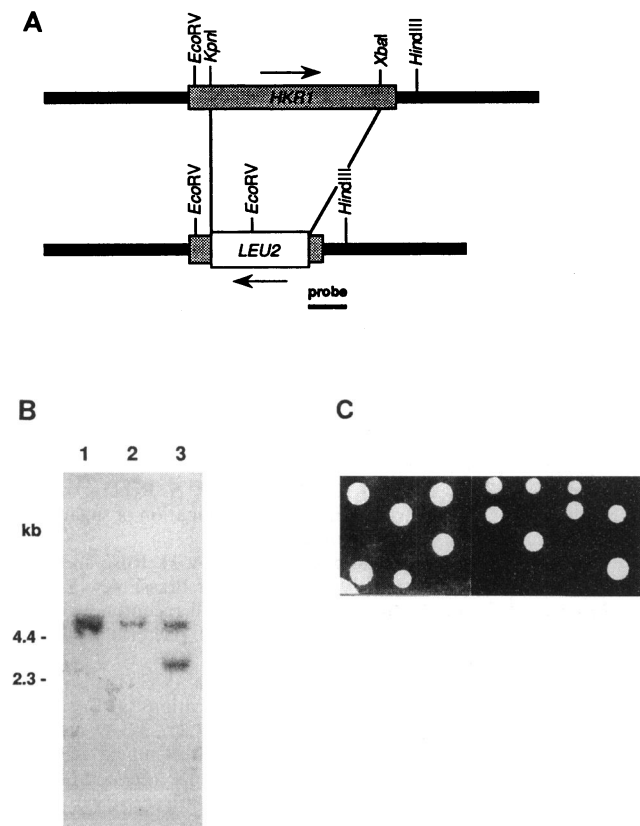 A
EcoRV
KpnI
XbaI
HindIII
HKR1
EcoRV
EcoRV
HindIII
LEU2
probe
B
C
1 2 3
kb
4.4 -
2.3 -